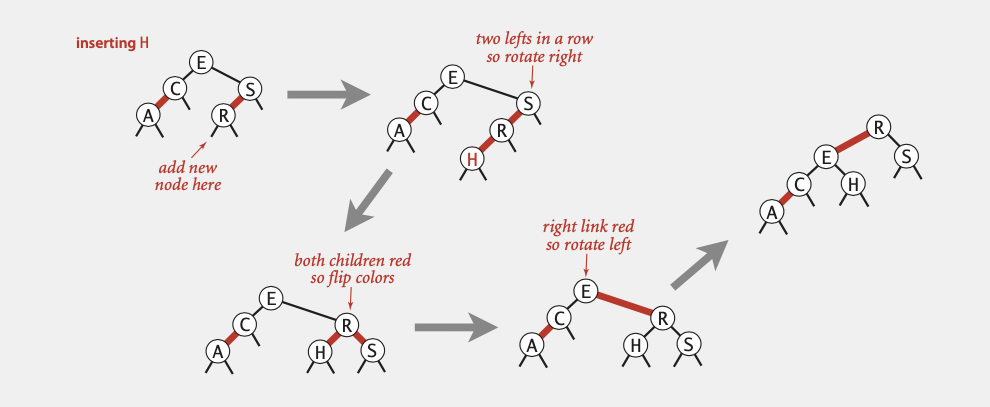 inserting H
E
C
S
A
R
add new
node here
two lefts in a row
so rotate right
E
C
S
A
R
H
both children red
so flip colors
E
C
R
A
H
S
right link red
so rotate left
E
C
R
A
H
S
R
E
S
C
H
A